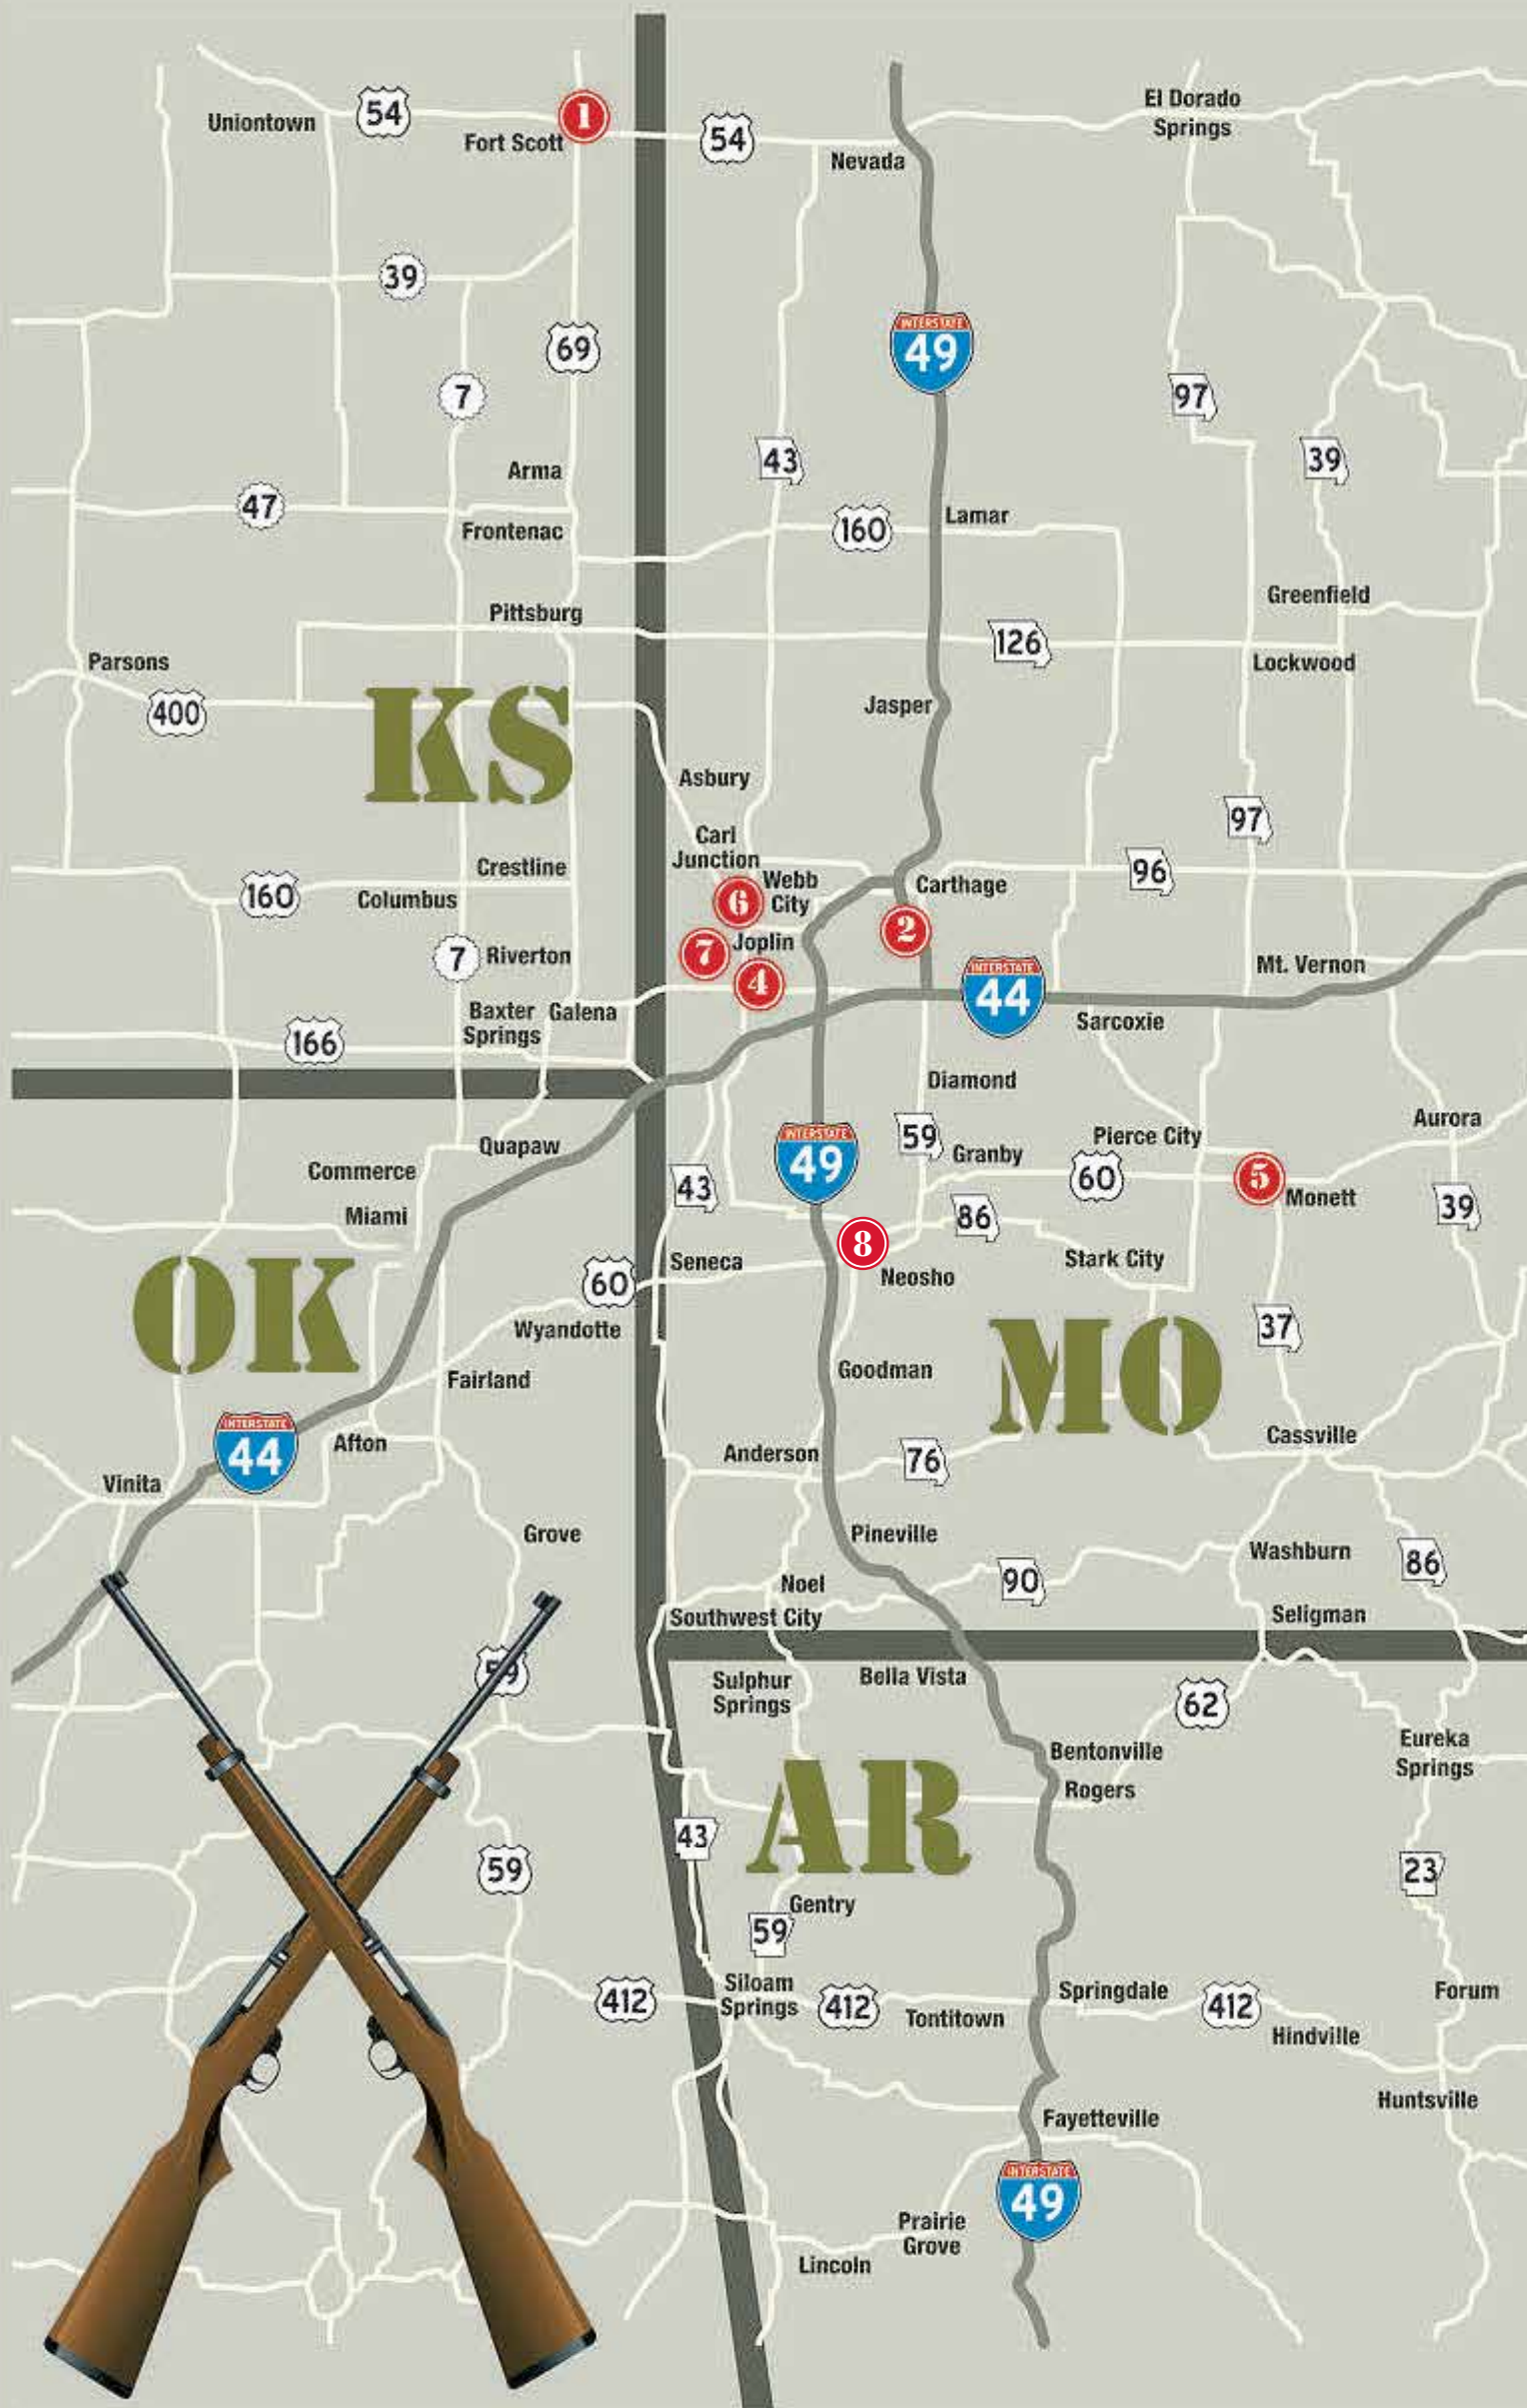 El Dorado
Springs
Uniontown
54
1
Fort Scott
54
Nevada
39
69
INTERSTATE
49
7
97
Arma
43
39
47
Frontenac
160
Lamar
Greenfield
Pittsburg
126
Parsons
Lockwood
400
KS
Jasper
Asbury
97
Carl
Junction
Crestline
96
160
Columbus
Webb
City
6
Carthage
2
7
Riverton
7
Joplin
4
Mt. Vernon
INTERSTATE
44
Baxter
Springs
Galena
Sarcoxie
166
Diamond
Aurora
Quapaw
INTERSTATE
49
59
Pierce City
Granby
Commerce
60
5
Monett
43
Miami
86
39
8
OK
Seneca
Stark City
60
Neosho
Wyandotte
37
MO
Goodman
Fairland
INTERSTATE
44
Afton
Anderson
76
Cassville
Vinita
Grove
Pineville
Washburn
86
Noel
90
Southwest City
Seligman
59
Sulphur
Springs
Bella Vista
62
Bentonville
Eureka
Springs
Rogers
AR
43
59
23
Gentry
59
Siloam
Springs
412
412
Tontitown
Springdale
412
Forum
Hindville
Huntsville
Fayetteville
INTERSTATE
49
Prairie
Grove
Lincoln